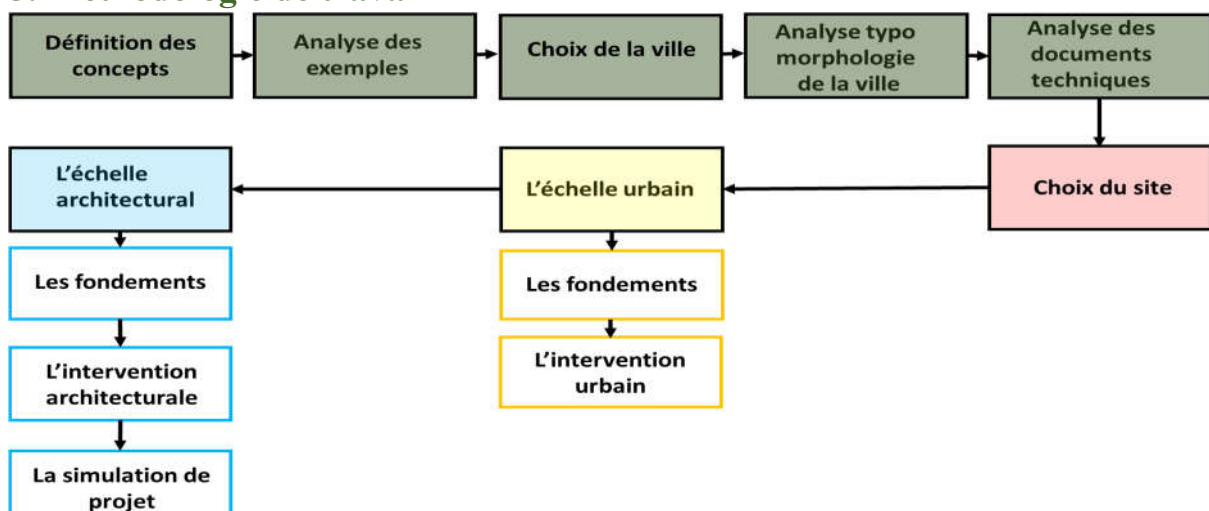 Définition des
concepts
Analyse des
exemples
Choix de la ville
Analyse typo
morphologie
de la ville
Analyse des
documents
techniques
L’échelle
architectural
L’échelle urbain
Choix du site
Les fondements
Les fondements
L’intervention
architecturale
L’intervention
urbain
La simulation de
projet